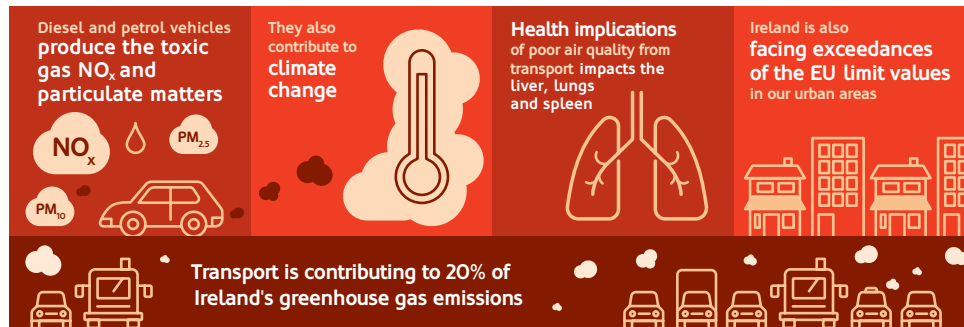 Diesel and petrol vehicles
produce the toxic
gas NOx and
particulate matters
NOx
PM2.5
PM10
They also
contribute to
climate
change
Health implications
of poor air quality from
transport impacts the
liver, lungs
and spleen
Ireland is also
facing exceedances
of the EU limit values
in our urban areas
Transport is contributing to 20% of
Ireland's greenhouse gas emissions